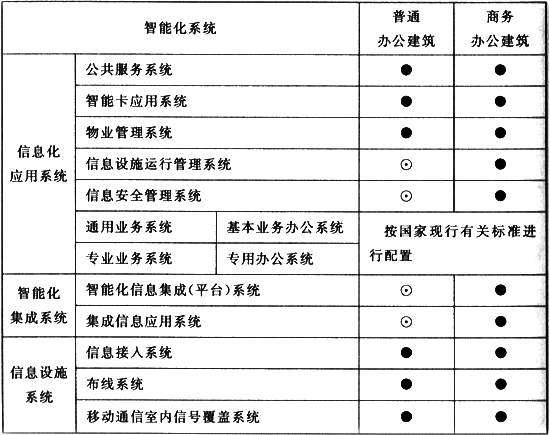 智能化系统
普通
办公建筑
商务
办公建筑
信息化
应用系统
公共服务系统 ● ●
智能卡应用系统 ● ●
物业管理系统 ● ●
信息设施运行管理系统 ⊙ ●
信息安全管理系统 ⊙ ●
通用业务系统 基本业务办公系统
专业业务系统 专用办公系统
按国家现行有关标准进
行配置
智能化
集成系统
智能化信息集成(平台)系统 ⊙ ●
集成信息应用系统 ⊙ ●
信息设施
系统
信息接入系统 ● ●
布线系统 ● ●
移动通信室内信号覆盖系统 ● ●